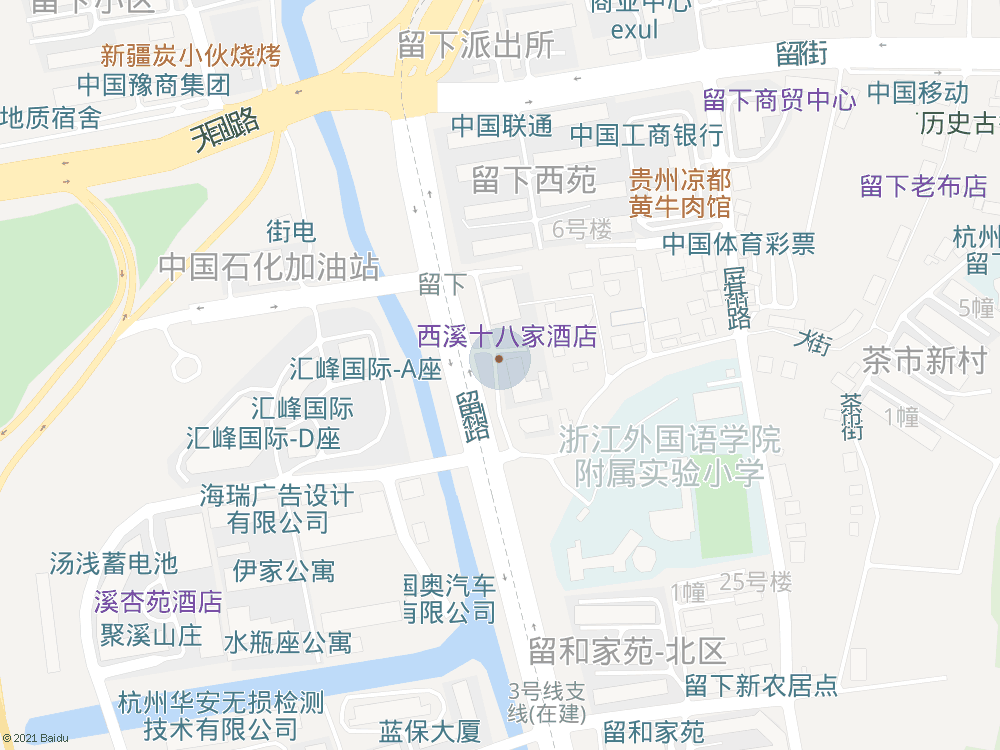 留下小区
商业中心
exul
新疆炭小伙烧烤
留下派出所
留街
中国豫商集团
中国移动
留下商贸中心
地质宿舍
天目山路
中国联通
中国工商银行
历史古
留下西苑
贵州凉都
黄牛肉馆
留下老布店
6号楼
街电
中国体育彩票
杭州
留下
中国石化加油站
留下
屏基路
5幢
西溪十八家酒店
大街
汇峰国际-A座
茶市新村
汇峰国际
留和路
茶市街
1幢
汇峰国际-D座
浙江外国语学院
附属实验小学
海瑞广告设计
有限公司
汤浅蓄电池
伊家公寓
国奥汽车
有限公司
1幢
25号楼
溪杏苑酒店
聚溪山庄
水瓶座公寓
留和家苑-北区
留下新农居点
3号线支
线(在建)
杭州华安无损检测
技术有限公司
蓝保大厦
留和家苑
© 2021 Baidu